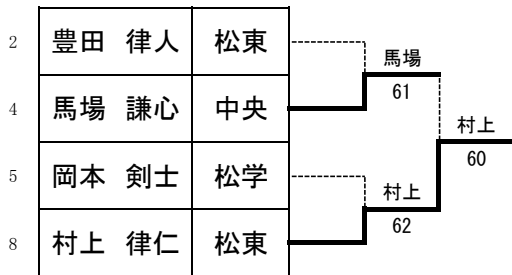 2 豊田 律人 松東
馬場
61
4 馬場 謙心 中央
村上
60
5 岡本 剣士 松学
村上
62
8 村上 律仁 松東